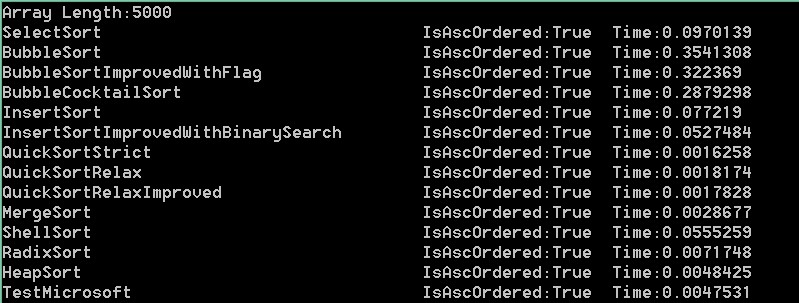 Array Length:5000
SelectSort IsAscOrdered:True Time:0.0970139
BubbleSort IsAscOrdered:True Time:0.3541308
BubbleSortImprovedWithFlag IsAscOrdered:True Time:0.322369
BubbleCocktailSort IsAscOrdered:True Time:0.2879298
InsertSort IsAscOrdered:True Time:0.077219
InsertSortImprovedWithBinarySearch IsAscOrdered:True Time:0.0527484
QuickSortStrict IsAscOrdered:True Time:0.0016258
QuickSortRelax IsAscOrdered:True Time:0.0018174
QuickSortRelaxImproved IsAscOrdered:True Time:0.0017828
MergeSort IsAscOrdered:True Time:0.0028677
ShellSort IsAscOrdered:True Time:0.0555259
RadixSort IsAscOrdered:True Time:0.0071748
HeapSort IsAscOrdered:True Time:0.0048425
TestMicrosoft IsAscOrdered:True Time:0.0047531